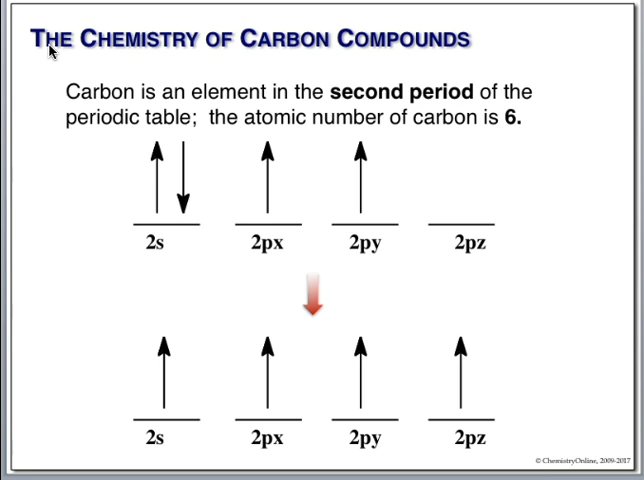 THE CHEMISTRY OF CARBON COMPOUNDS
Carbon is an element in the second period of the
periodic table; the atomic number of carbon is 6.
2s 2px 2py 2pz
2s 2px 2py 2pz
© ChemistryOnline, 2009-2017